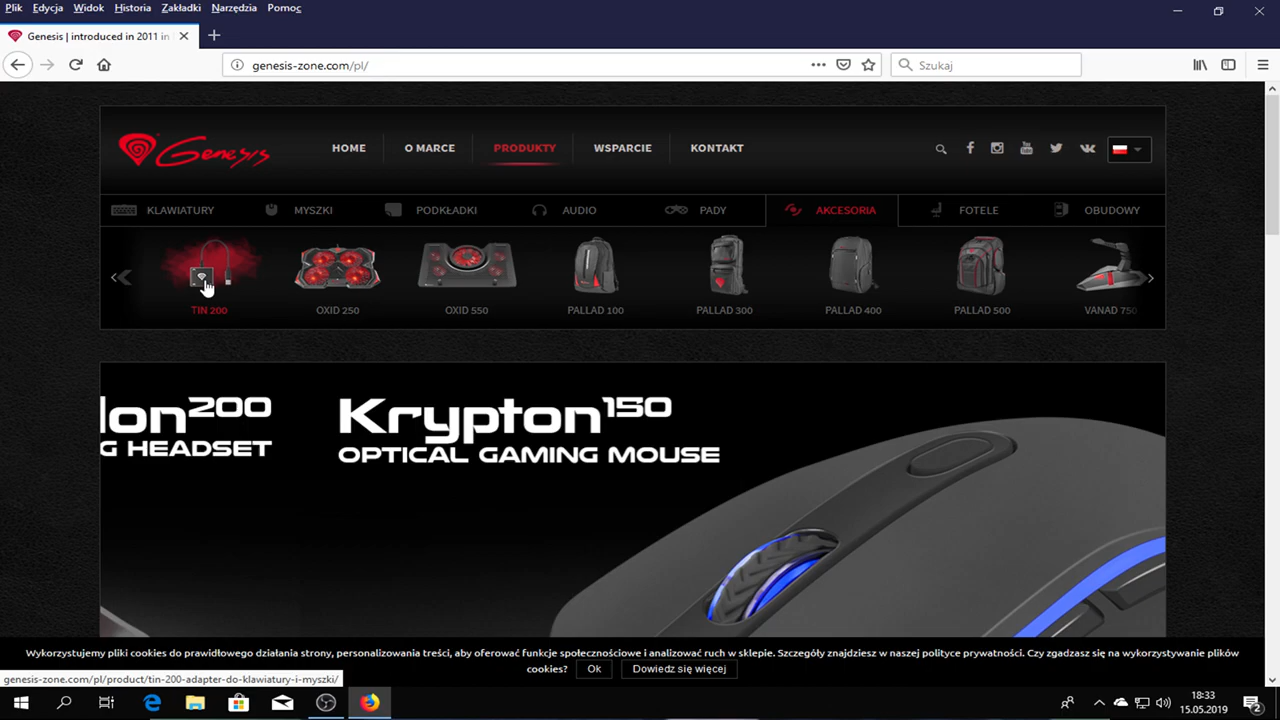 Plik Edycja Widok Historia Zakładki Narzędzia Pomoc
Genesis | introduced in 2011 in
genesis-zone.com/pl/
Szukaj
Genesis
HOME O MARCE PRODUKTY WSPARCIE KONTAKT
KLAWIATURY MYSZKI PODKŁADKI AUDIO PADY AKCESORIA FOTELE OBUDOWY
TIN 200 OXID 250 OXID 550 PALLAD 100 PALLAD 300 PALLAD 400 PALLAD 500 VANAD 750
lon200
G HEADSET
Krypton150
OPTICAL GAMING MOUSE
Wykorzystujemy pliki cookies do prawidłowego działania strony, personalizowania treści, aby oferować funkcje społecznościowe i analizować ruch w sklepie. Szczegóły znajdziesz w naszej polityce prywatności. Czy zgadzasz się na wykorzystywanie plików
cookies? Ok Dowiedz się więcej
genesis-zone.com/pl/product/tin-200-adapter-do-klawiatury-i-myszki/
18:33
15.05.2019
2